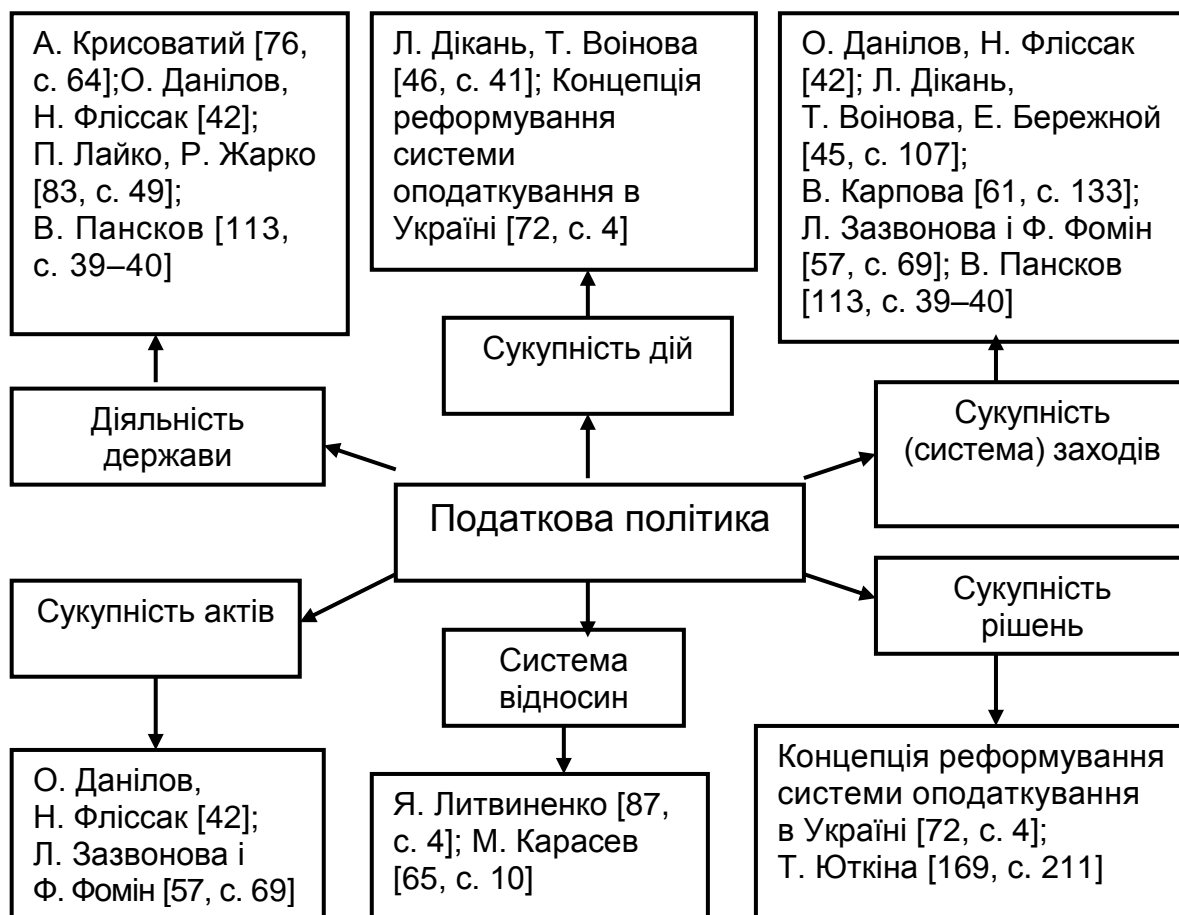 А. Крисоватий [76,
с. 64];О. Данілов,
Н. Фліссак [42];
П. Лайко, Р. Жарко
[83, с. 49];
В. Пансков [113,
с. 39–40]
Л. Дікань, Т. Воінова
[46, с. 41]; Концепція
реформування
системи
оподаткування в
Україні [72, с. 4]
О. Данілов, Н. Фліссак
[42]; Л. Дікань,
Т. Воінова, Е. Бережной
[45, с. 107];
В. Карпова [61, с. 133];
Л. Зазвонова і Ф. Фомін
[57, с. 69]; В. Пансков
[113, с. 39–40]
Діяльність
держави
Сукупність дій
Сукупність
(система) заходів
Податкова політика
Сукупність актів
Система
відносин
Сукупність
рішень
О. Данілов,
Н. Фліссак [42];
Л. Зазвонова і
Ф. Фомін [57, с. 69]
Я. Литвиненко [87,
с. 4]; М. Карасев
[65, с. 10]
Концепція реформування
системи оподаткування
в Україні [72, с. 4];
Т. Юткіна [169, с. 211]